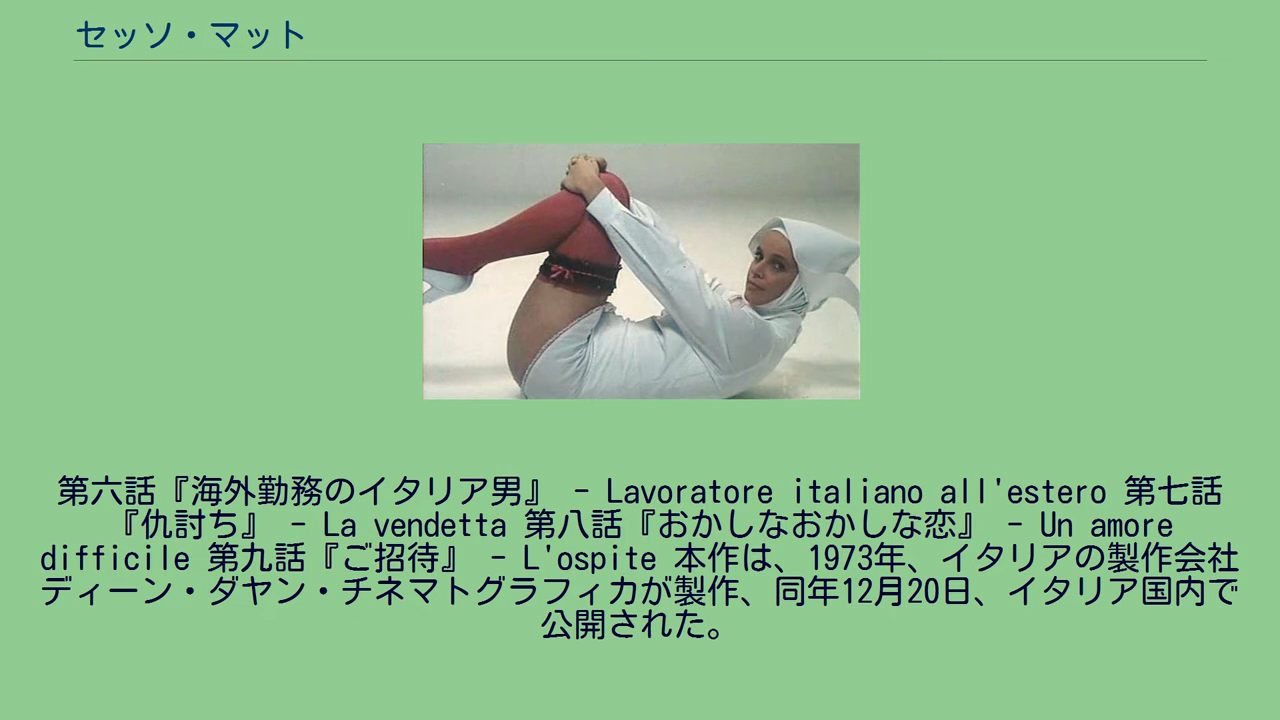 セッソ・マット
第六話『海外勤務のイタリア男』 - Lavoratore italiano all'estero 第七話
『仇討ち』 - La vendetta 第八話『おかしなおかしな恋』 - Un amore
difficile 第九話『ご招待』 - L'ospite 本作は、1973年、イタリアの製作会社
ディーン・ダヤン・チネマトグラフィカが製作、同年12月20日、イタリア国内で
公開された。